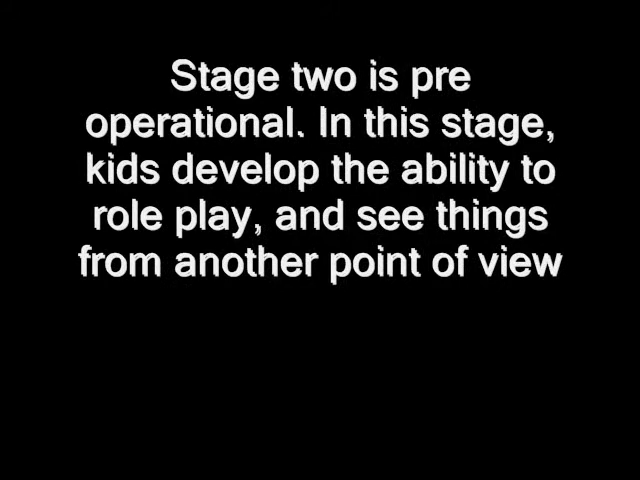 Stage two is pre
operational. In this stage,
kids develop the ability to
role play, and see things
from another point of view